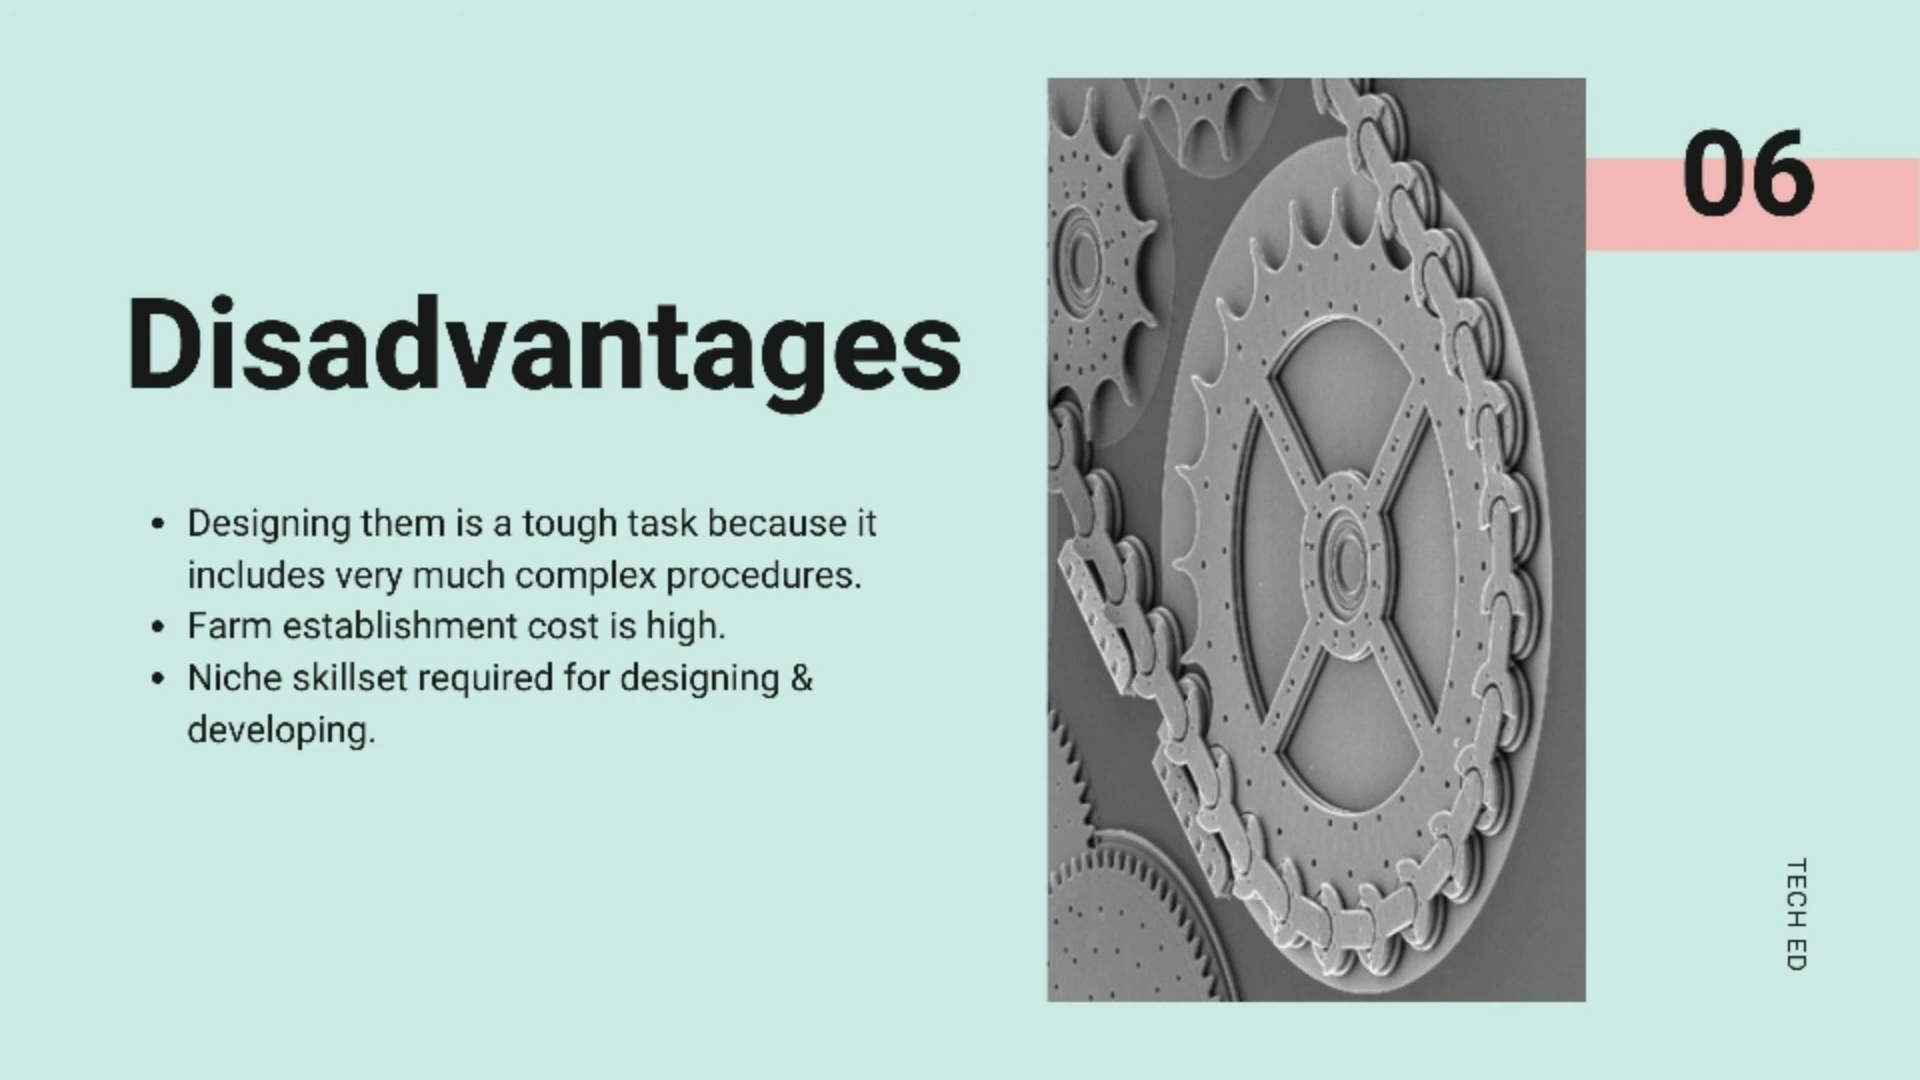 06
Disadvantages
• Designing them is a tough task because it
includes very much complex procedures.
• Farm establishment cost is high.
• Niche skillset required for designing &
developing.
TECH ED